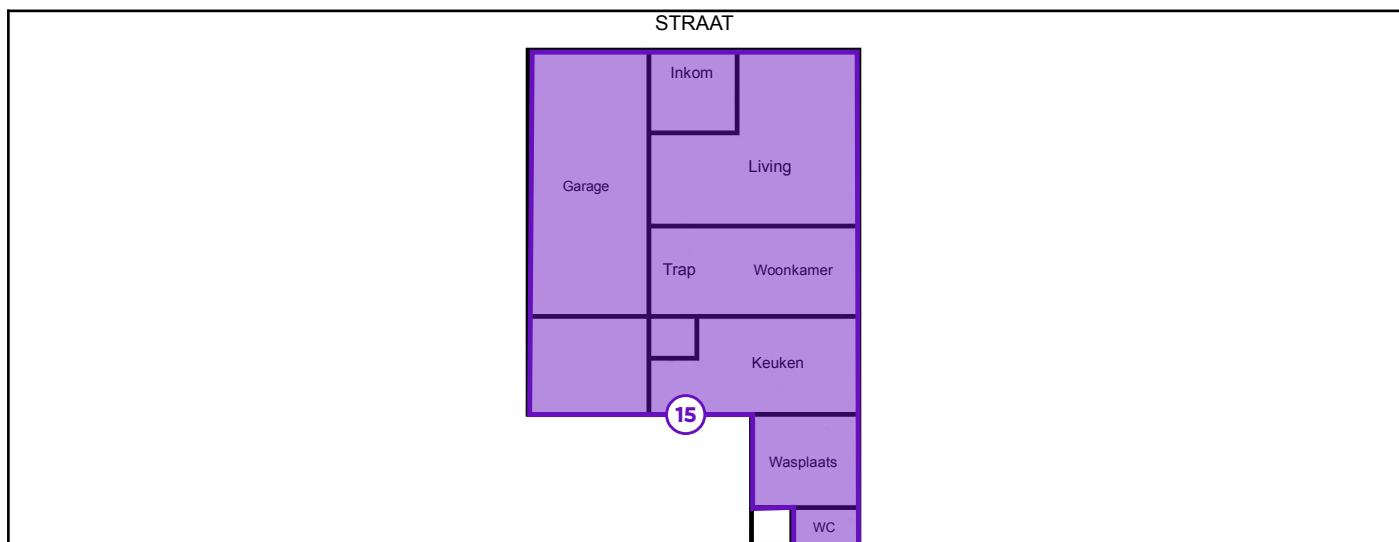 STRAAT
Inkom
Living
Garage
Trap
Woonkamer
Keuken
15
Wasplaats
WC